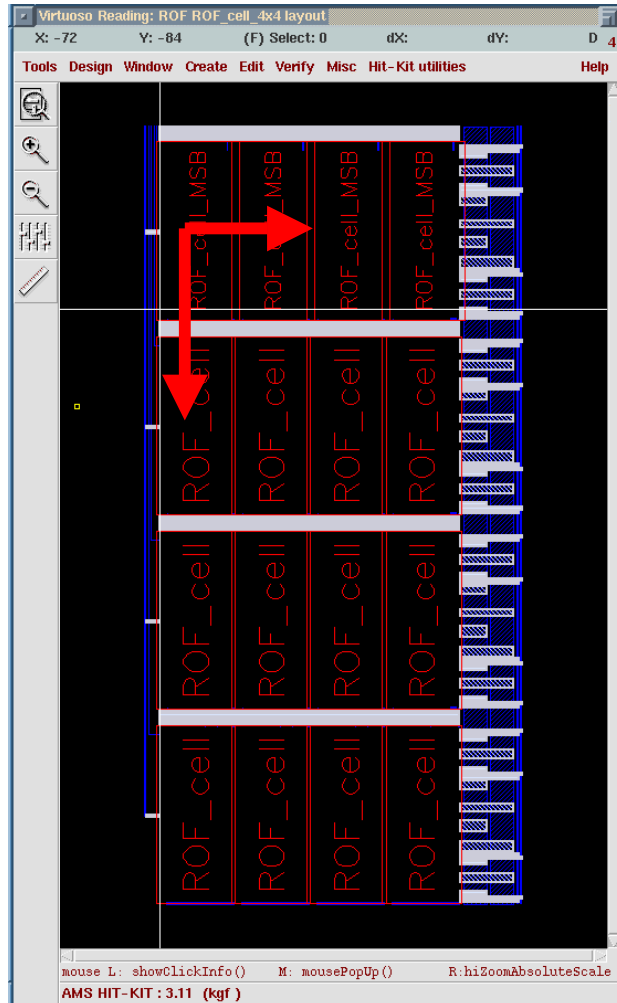 Virtuoso Reading: ROF ROF_cell_4x4 layout
X: -72 Y: -84 (F) Select: 0 dX: dY: D 4
Tools Design Window Create Edit Verify Misc Hit-Kit utilities Help
ROF_cell_MSB ROF_cell_MSB ROF_cell_MSB ROF_cell_MSB
ROF_cell ROF_cell ROF_cell ROF_cell
ROF_cell ROF_cell ROF_cell ROF_cell
ROF_cell ROF_cell ROF_cell ROF_cell
mouse L: showClickInfo() M: mousePopUp() R:hiZoomAbsoluteScale
AMS HIT-KIT : 3.11 (kgf )